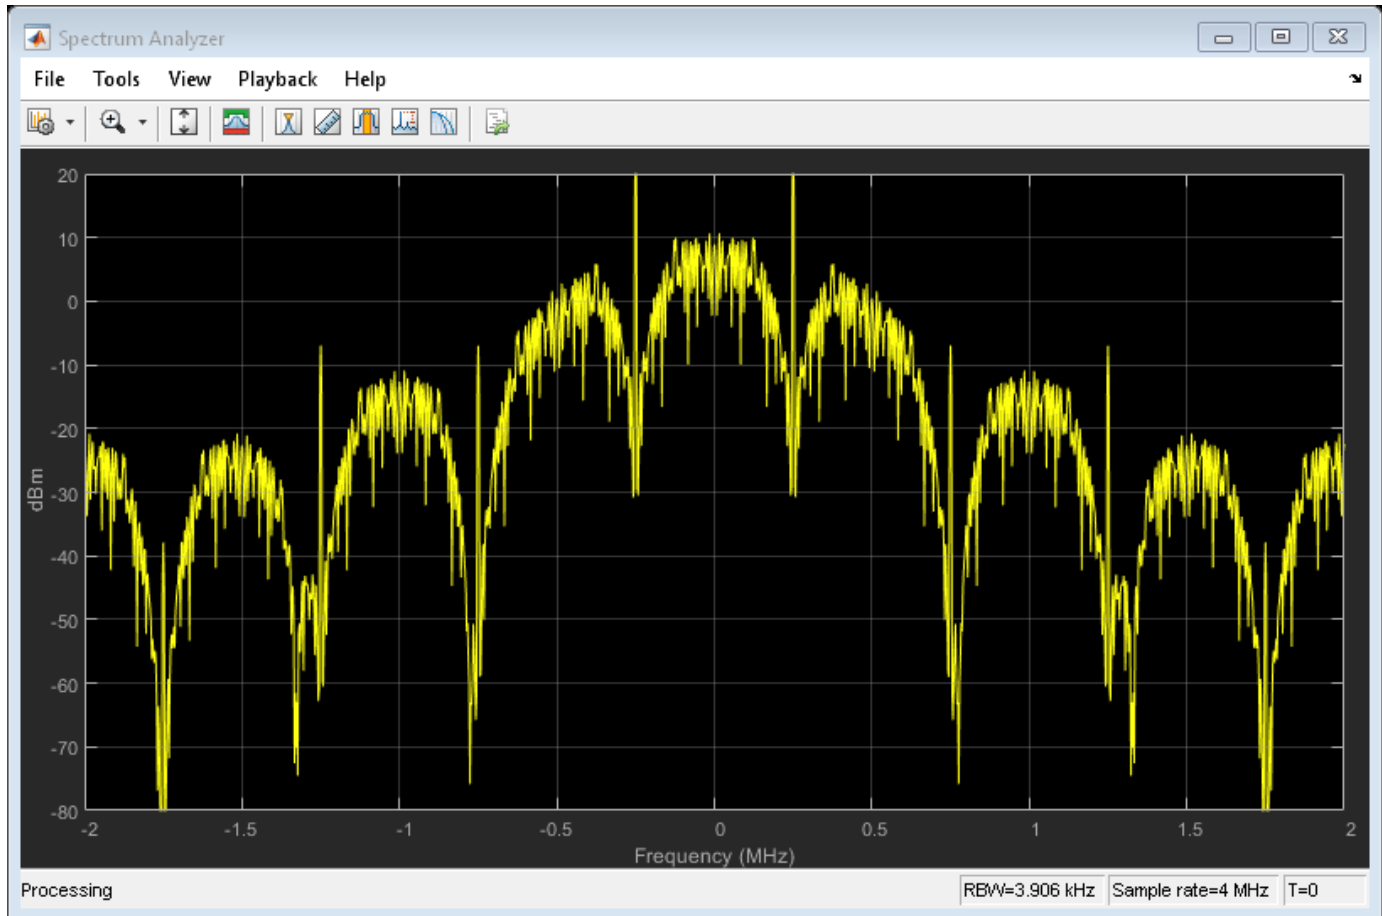 Spectrum Analyzer
File Tools View Playback Help
20
10
0
-10
-20
-30
-40
-50
-60
-70
-80
dBm
-2 -1.5 -1 -0.5 0 0.5 1 1.5 2
Frequency (MHz)
Processing RBW=3.906 kHz Sample rate=4 MHz T=0